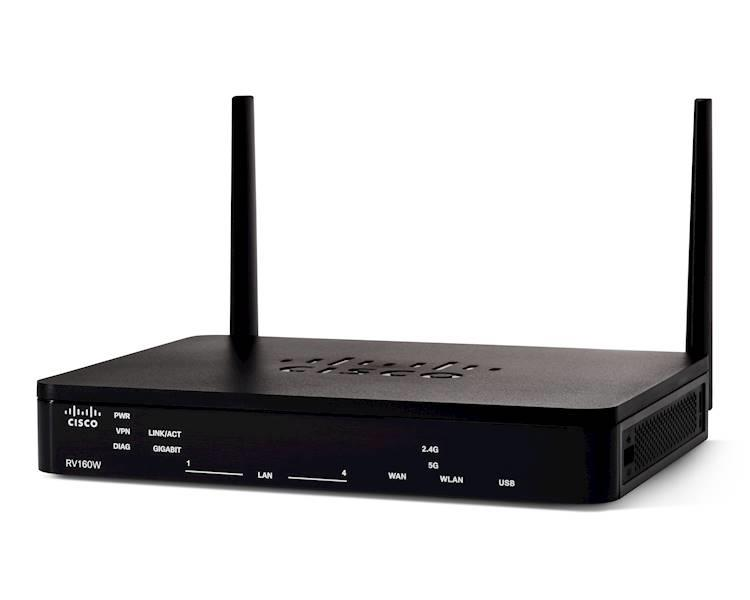 CISCO
CISCO
PWR
VPN LINK/ACT
DIAG GIGABIT
RV160W
1 LAN 4
WAN
2.4G
5G
WLAN
USB